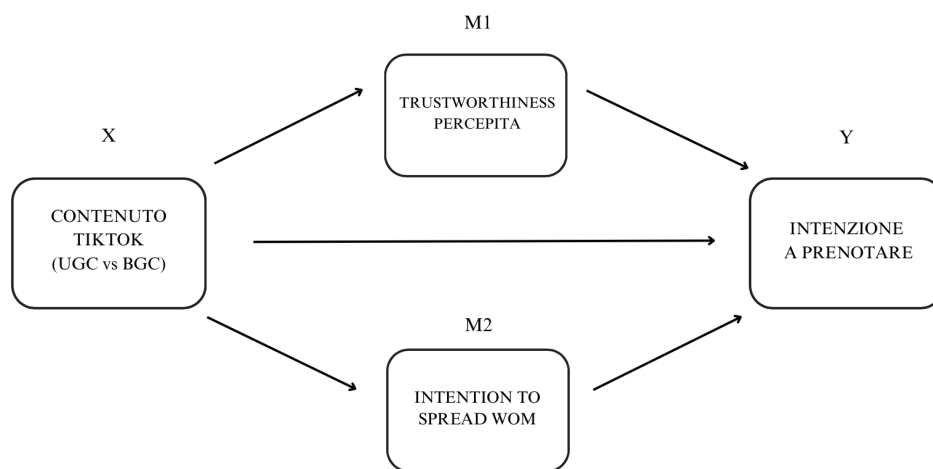 M1
TRUSTWORTHINESS
PERCEPITA
X
CONTENUTO
TIKTOK
(UGC vs BGC)
Y
INTENZIONE
A PRENOTARE
M2
INTENTION TO
SPREAD WOM